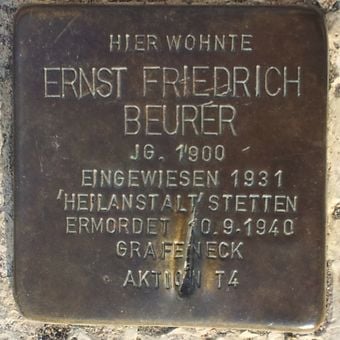 HIER WOHNTE
ERNST FRIEDRICH
BEURER
JG. 1900
EINGEWIESEN 1931
'HEILANSTALT' STETTEN
ERMORDET 10.9.1940
GRAFENECK
AKTION T4